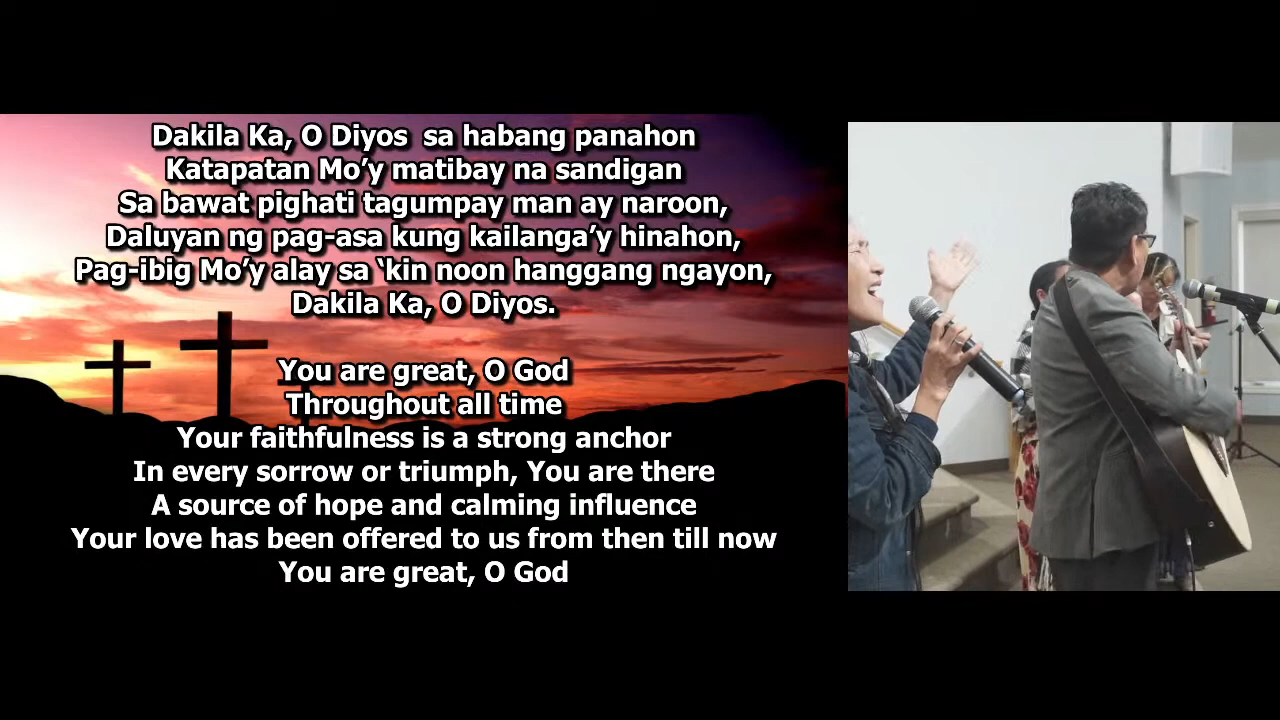 Dakila Ka, O Diyos sa habang panahon
Katapatan Mo’y matibay na sandigan
Sa bawat pighati tagumpay man ay naroon,
Daluyan ng pag-asa kung kailanga’y hinahon,
Pag-ibig Mo’y alay sa ‘kin noon hanggang ngayon,
Dakila Ka, O Diyos.
You are great, O God
Throughout all time
Your faithfulness is a strong anchor
In every sorrow or triumph, You are there
A source of hope and calming influence
Your love has been offered to us from then till now
You are great, O God